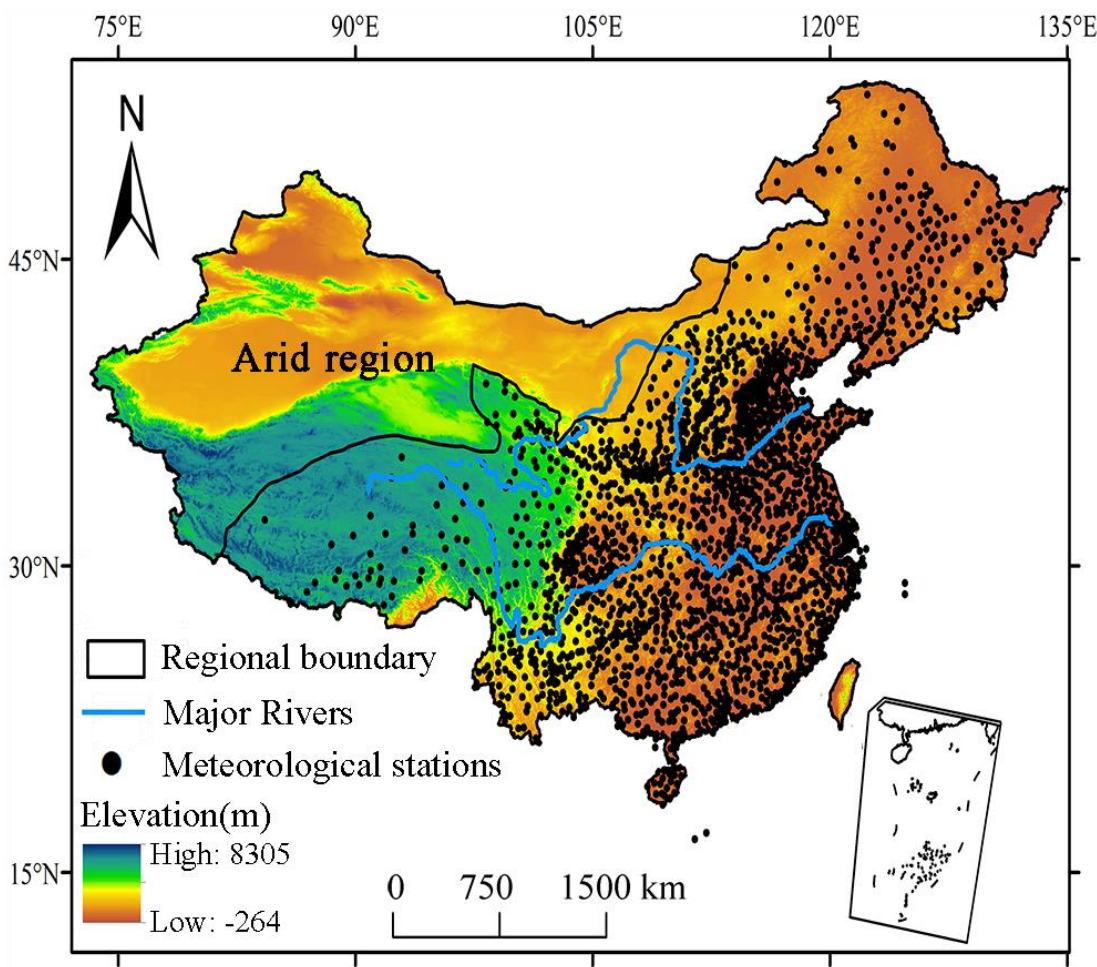 75°E 90°E 105°E 120°E 135°E
N
45°N
Arid region
30°N
Regional boundary
Major Rivers
Meteorological stations
Elevation(m)
High: 8305
15°N
Low: -264
0 750 1500 km